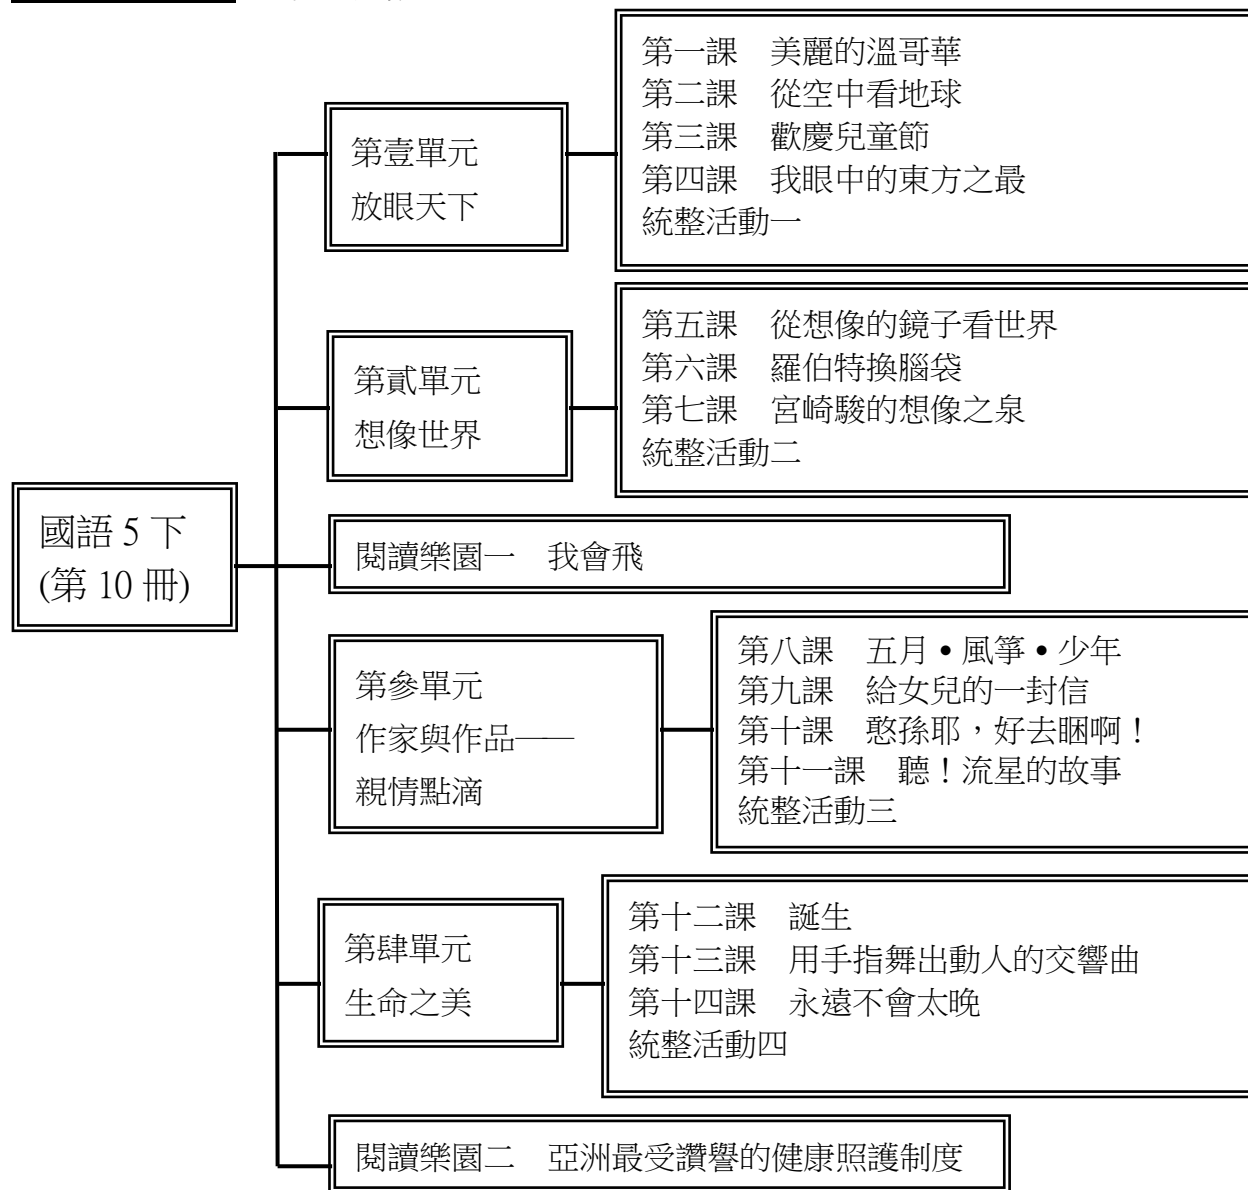 第壹單元
放眼天下
第一課　美麗的溫哥華
第二課　從空中看地球
第三課　歡慶兒童節
第四課　我眼中的東方之最
統整活動一
第貳單元
想像世界
第五課　從想像的鏡子看世界
第六課　羅伯特換腦袋
第七課　宮崎駿的想像之泉
統整活動二
國語 5 下
(第 10 冊)
閱讀樂園一　我會飛
第參單元
作家與作品——
親情點滴
第八課　五月•風箏•少年
第九課　給女兒的一封信
第十課　憨孫耶，好去睏啊！
第十一課　聽！流星的故事
統整活動三
第肆單元
生命之美
第十二課　誕生
第十三課　用手指舞出動人的交響曲
第十四課　永遠不會太晚
統整活動四
閱讀樂園二　亞洲最受讚譽的健康照護制度